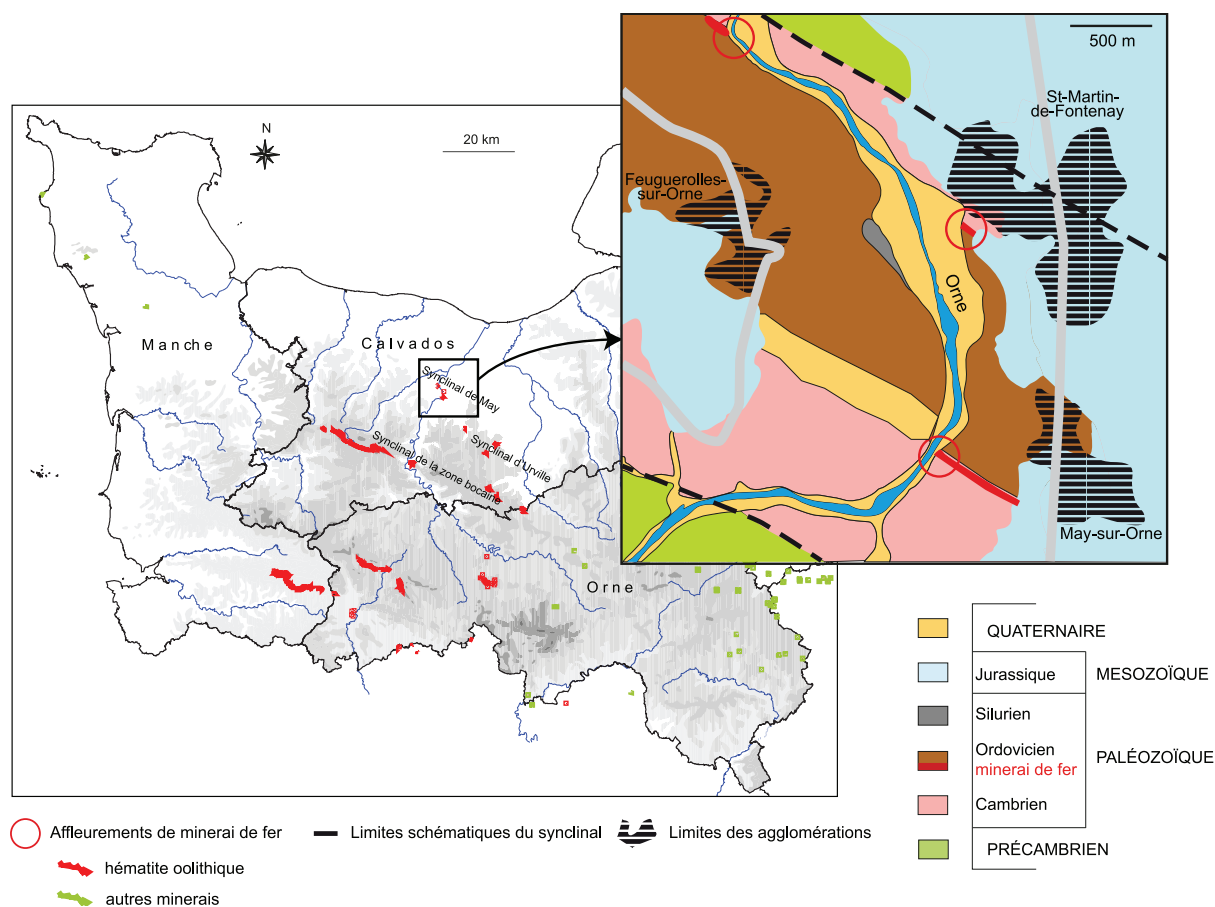 500 m
St-Martin-
de-Fontenay
Feuguerolles-
sur-Orne
Orne
May-sur-Orne
N
20 km
Manche
Calvados
Synclinal de May
Synclinal d'Urville
Synclinal de la zone bocaine
Orne
QUATERNAIRE
Jurassique
MESOZOÏQUE
Silurien
Ordovicien
minerai de fer
PALÉOZOÏQUE
Cambrien
PRÉCAMBRIEN
Affleurements de minerai de fer
Limites schématiques du synclinal
Limites des agglomérations
hématite oolithique
autres minerais